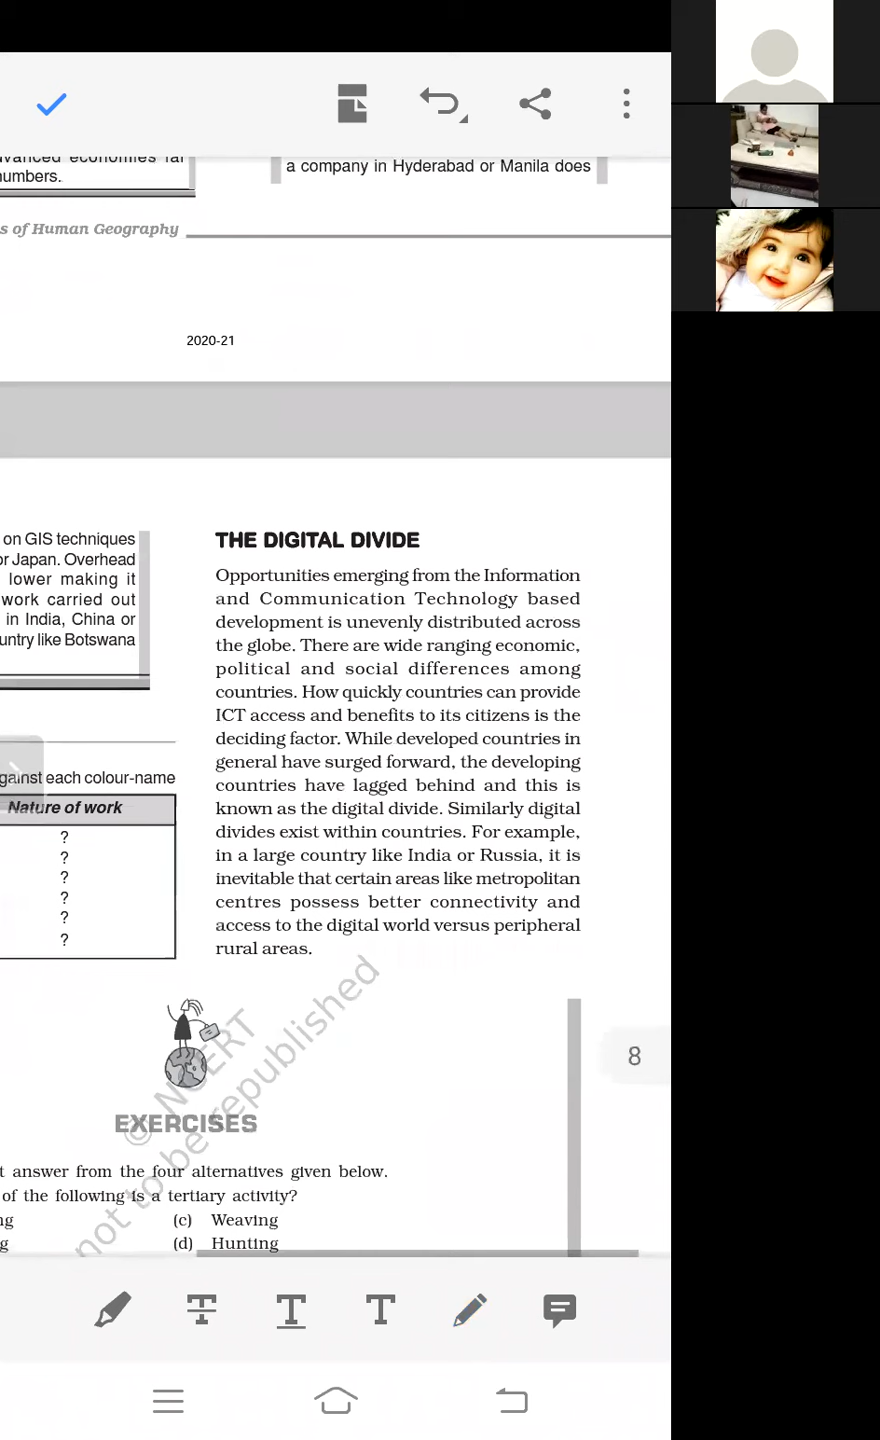 advanced economies far
numbers.
a company in Hyderabad or Manila does
s of Human Geography
2020-21
on GIS techniques
or Japan. Overhead
lower making it
work carried out
in India, China or
untry like Botswana
gainst each colour-name
Nature of work
?
?
?
?
?
?
THE DIGITAL DIVIDE
Opportunities emerging from the Information
and Communication Technology based
development is unevenly distributed across
the globe. There are wide ranging economic,
political and social differences among
countries. How quickly countries can provide
ICT access and benefits to its citizens is the
deciding factor. While developed countries in
general have surged forward, the developing
countries have lagged behind and this is
known as the digital divide. Similarly digital
divides exist within countries. For example,
in a large country like India or Russia, it is
inevitable that certain areas like metropolitan
centres possess better connectivity and
access to the digital world versus peripheral
rural areas.
© NCERT
not to be republished
8
EXERCISES
t answer from the four alternatives given below.
of the following is a tertiary activity?
ng
(c) Weaving
g
(d) Hunting
T
T
T